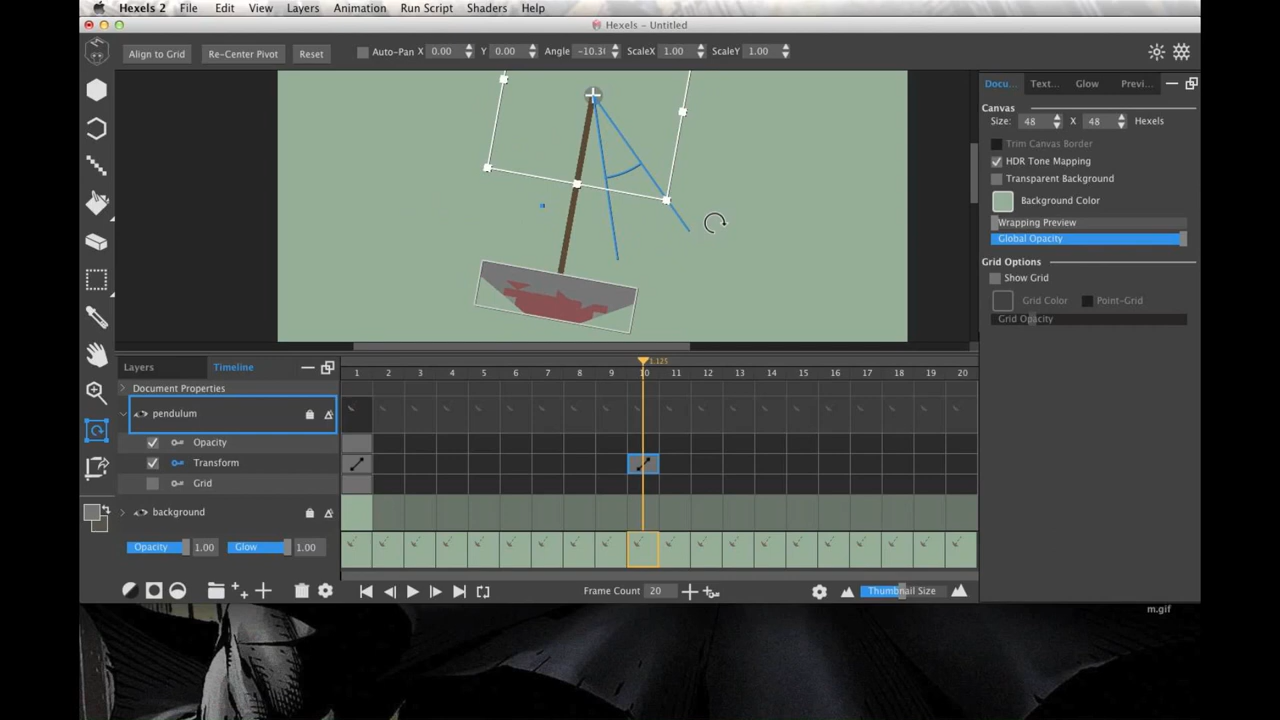 Hexels 2 File Edit View Layers Animation Run Script Shaders Help
Hexels - Untitled
Align to Grid Re-Center Pivot Reset Auto-Pan X 0.00 Y 0.00 Angle ScaleX 1.00 ScaleY 1.00
Docu... Text... Glow Previ...
Canvas
Size: 48 X 48 Hexels
Trim Canvas Border
HDR Tone Mapping
Transparent Background
Background Color
Wrapping Preview
Global Opacity
Grid Options
Show Grid
Grid Color Point-Grid
Grid Opacity
Layers Timeline
1.125
1 2 3 4 5 6 7 8 9 10 11 12 13 14 15 16 17 18 19 20
Document Properties
pendulum
Opacity
Transform
Grid
background
Opacity 1.00 Glow 1.00
Frame Count 20 Thumbnail Size
m.gif